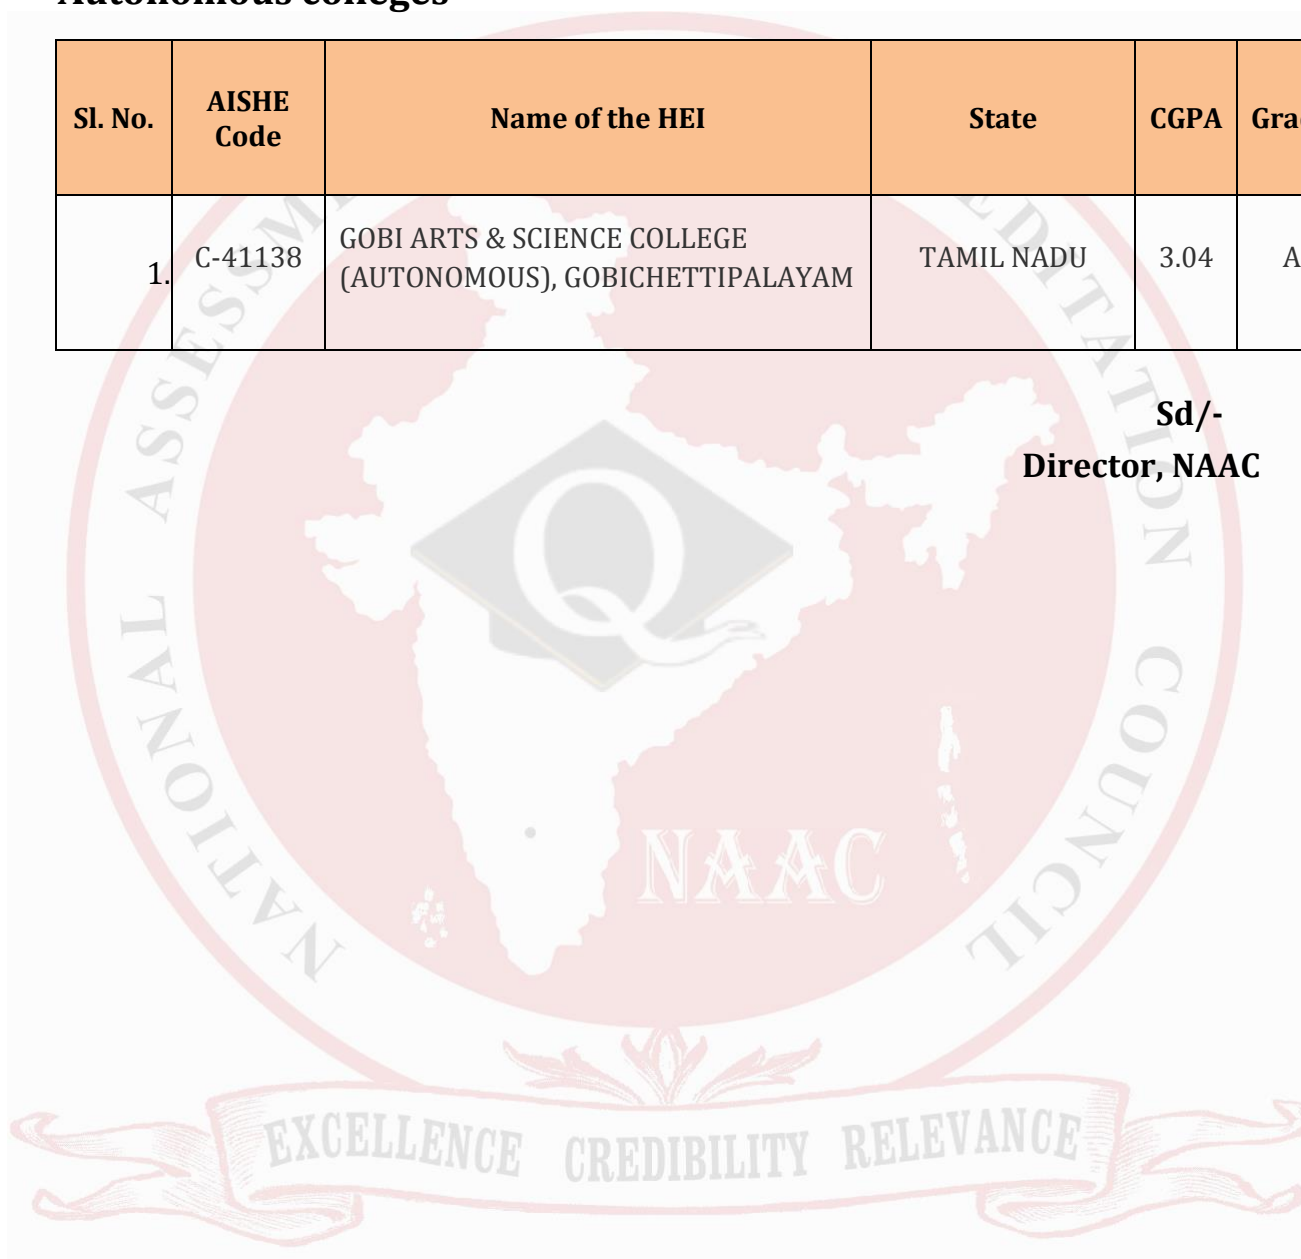 Autonomous colleges
Sl. No. AISHE Code Name of the HEI State CGPA
1. C-41138 GOBI ARTS & SCIENCE COLLEGE (AUTONOMOUS), GOBICHETTIPALAYAM TAMIL NADU 3.04 A
Sd/-
Director, NAAC
NATIONAL ASSESSMENT
COUNCIL
NAAC
EXCELLENCE CREDIBILITY RELEVANCE